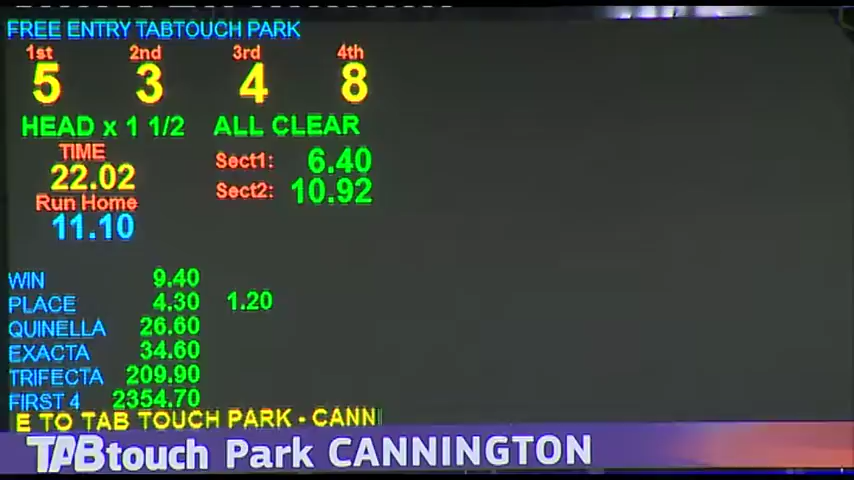 FREE ENTRY TABTOUCH PARK
1st 2nd 3rd 4th
5 3 4 8
HEAD x 1 1/2 ALL CLEAR
TIME
22.02
Run Home
11.10
Sect1: 6.40
Sect2: 10.92
WIN 9.40
PLACE 4.30 1.20
QUINELLA 26.60
EXACTA 34.60
TRIFECTA 209.90
FIRST 4 2354.70
E TO TAB TOUCH PARK - CANN
TABtouch Park CANNINGTON